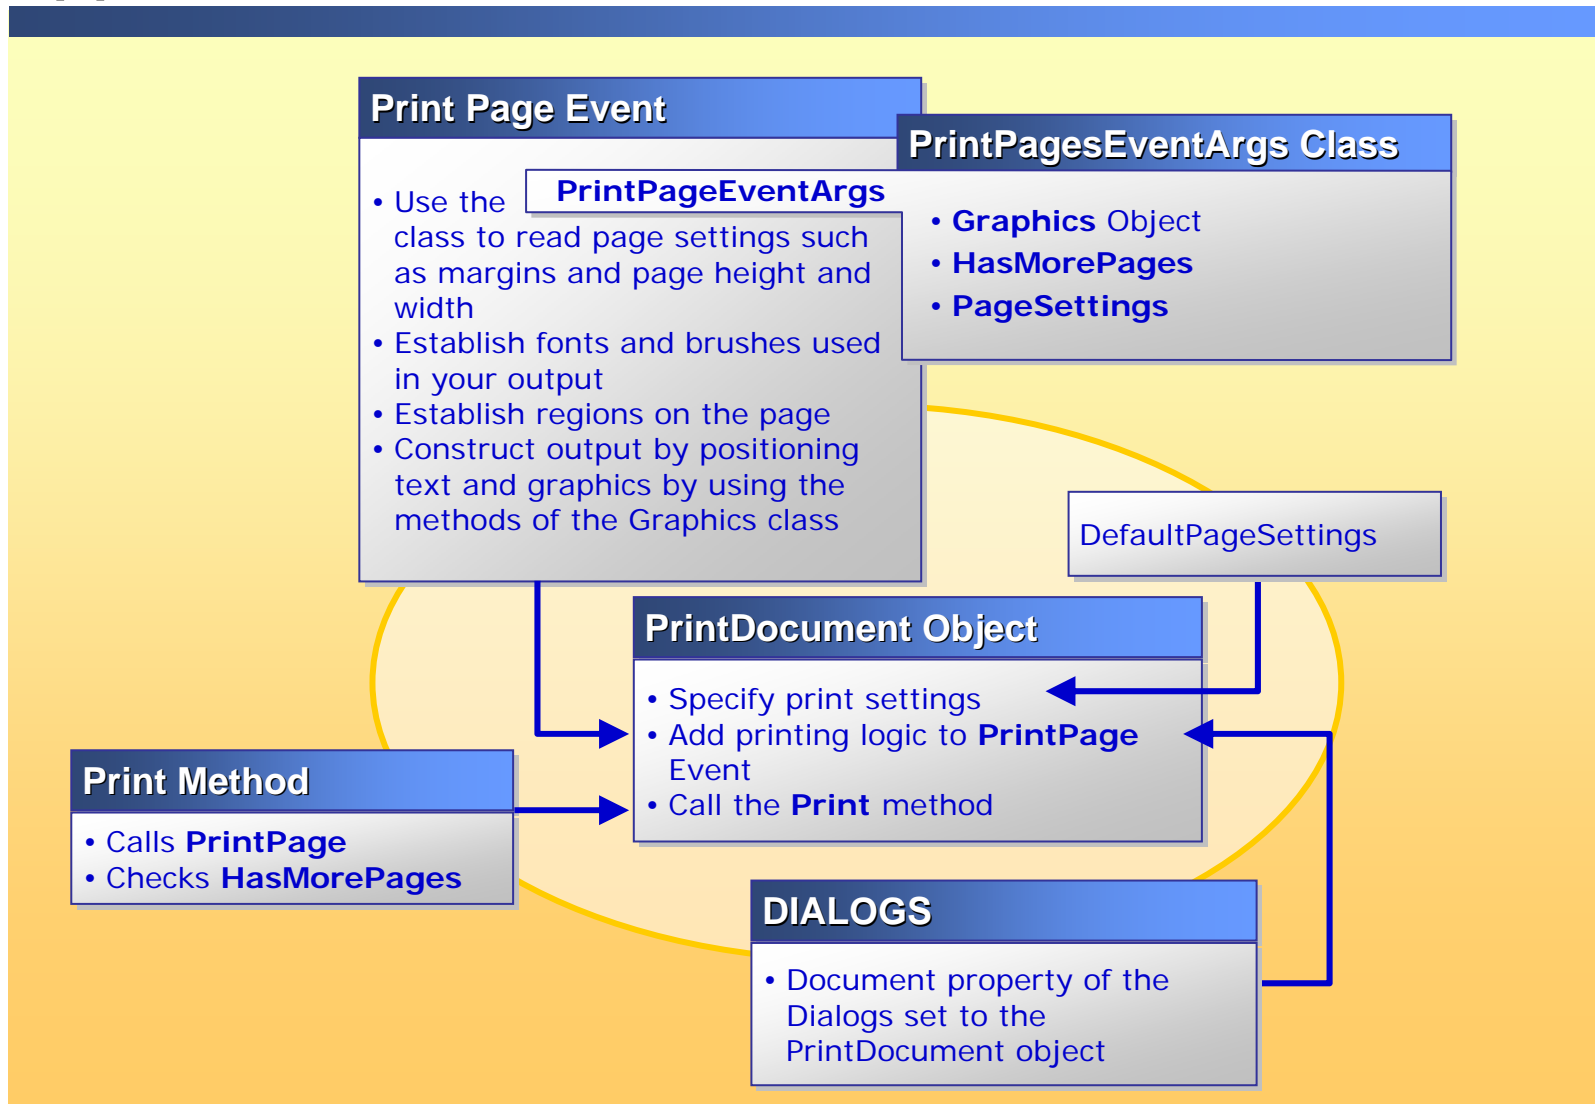 Print Page Event
• Use the PrintPageEventArgs
class to read page settings such
as margins and page height and
width
• Establish fonts and brushes used
in your output
• Establish regions on the page
• Construct output by positioning
text and graphics by using the
methods of the Graphics class
PrintPagesEventArgs Class
• Graphics Object
• HasMorePages
• PageSettings
DefaultPageSettings
PrintDocument Object
• Specify print settings
• Add printing logic to PrintPage
Event
• Call the Print method
Print Method
• Calls PrintPage
• Checks HasMorePages
DIALOGS
• Document property of the
Dialogs set to the
PrintDocument object